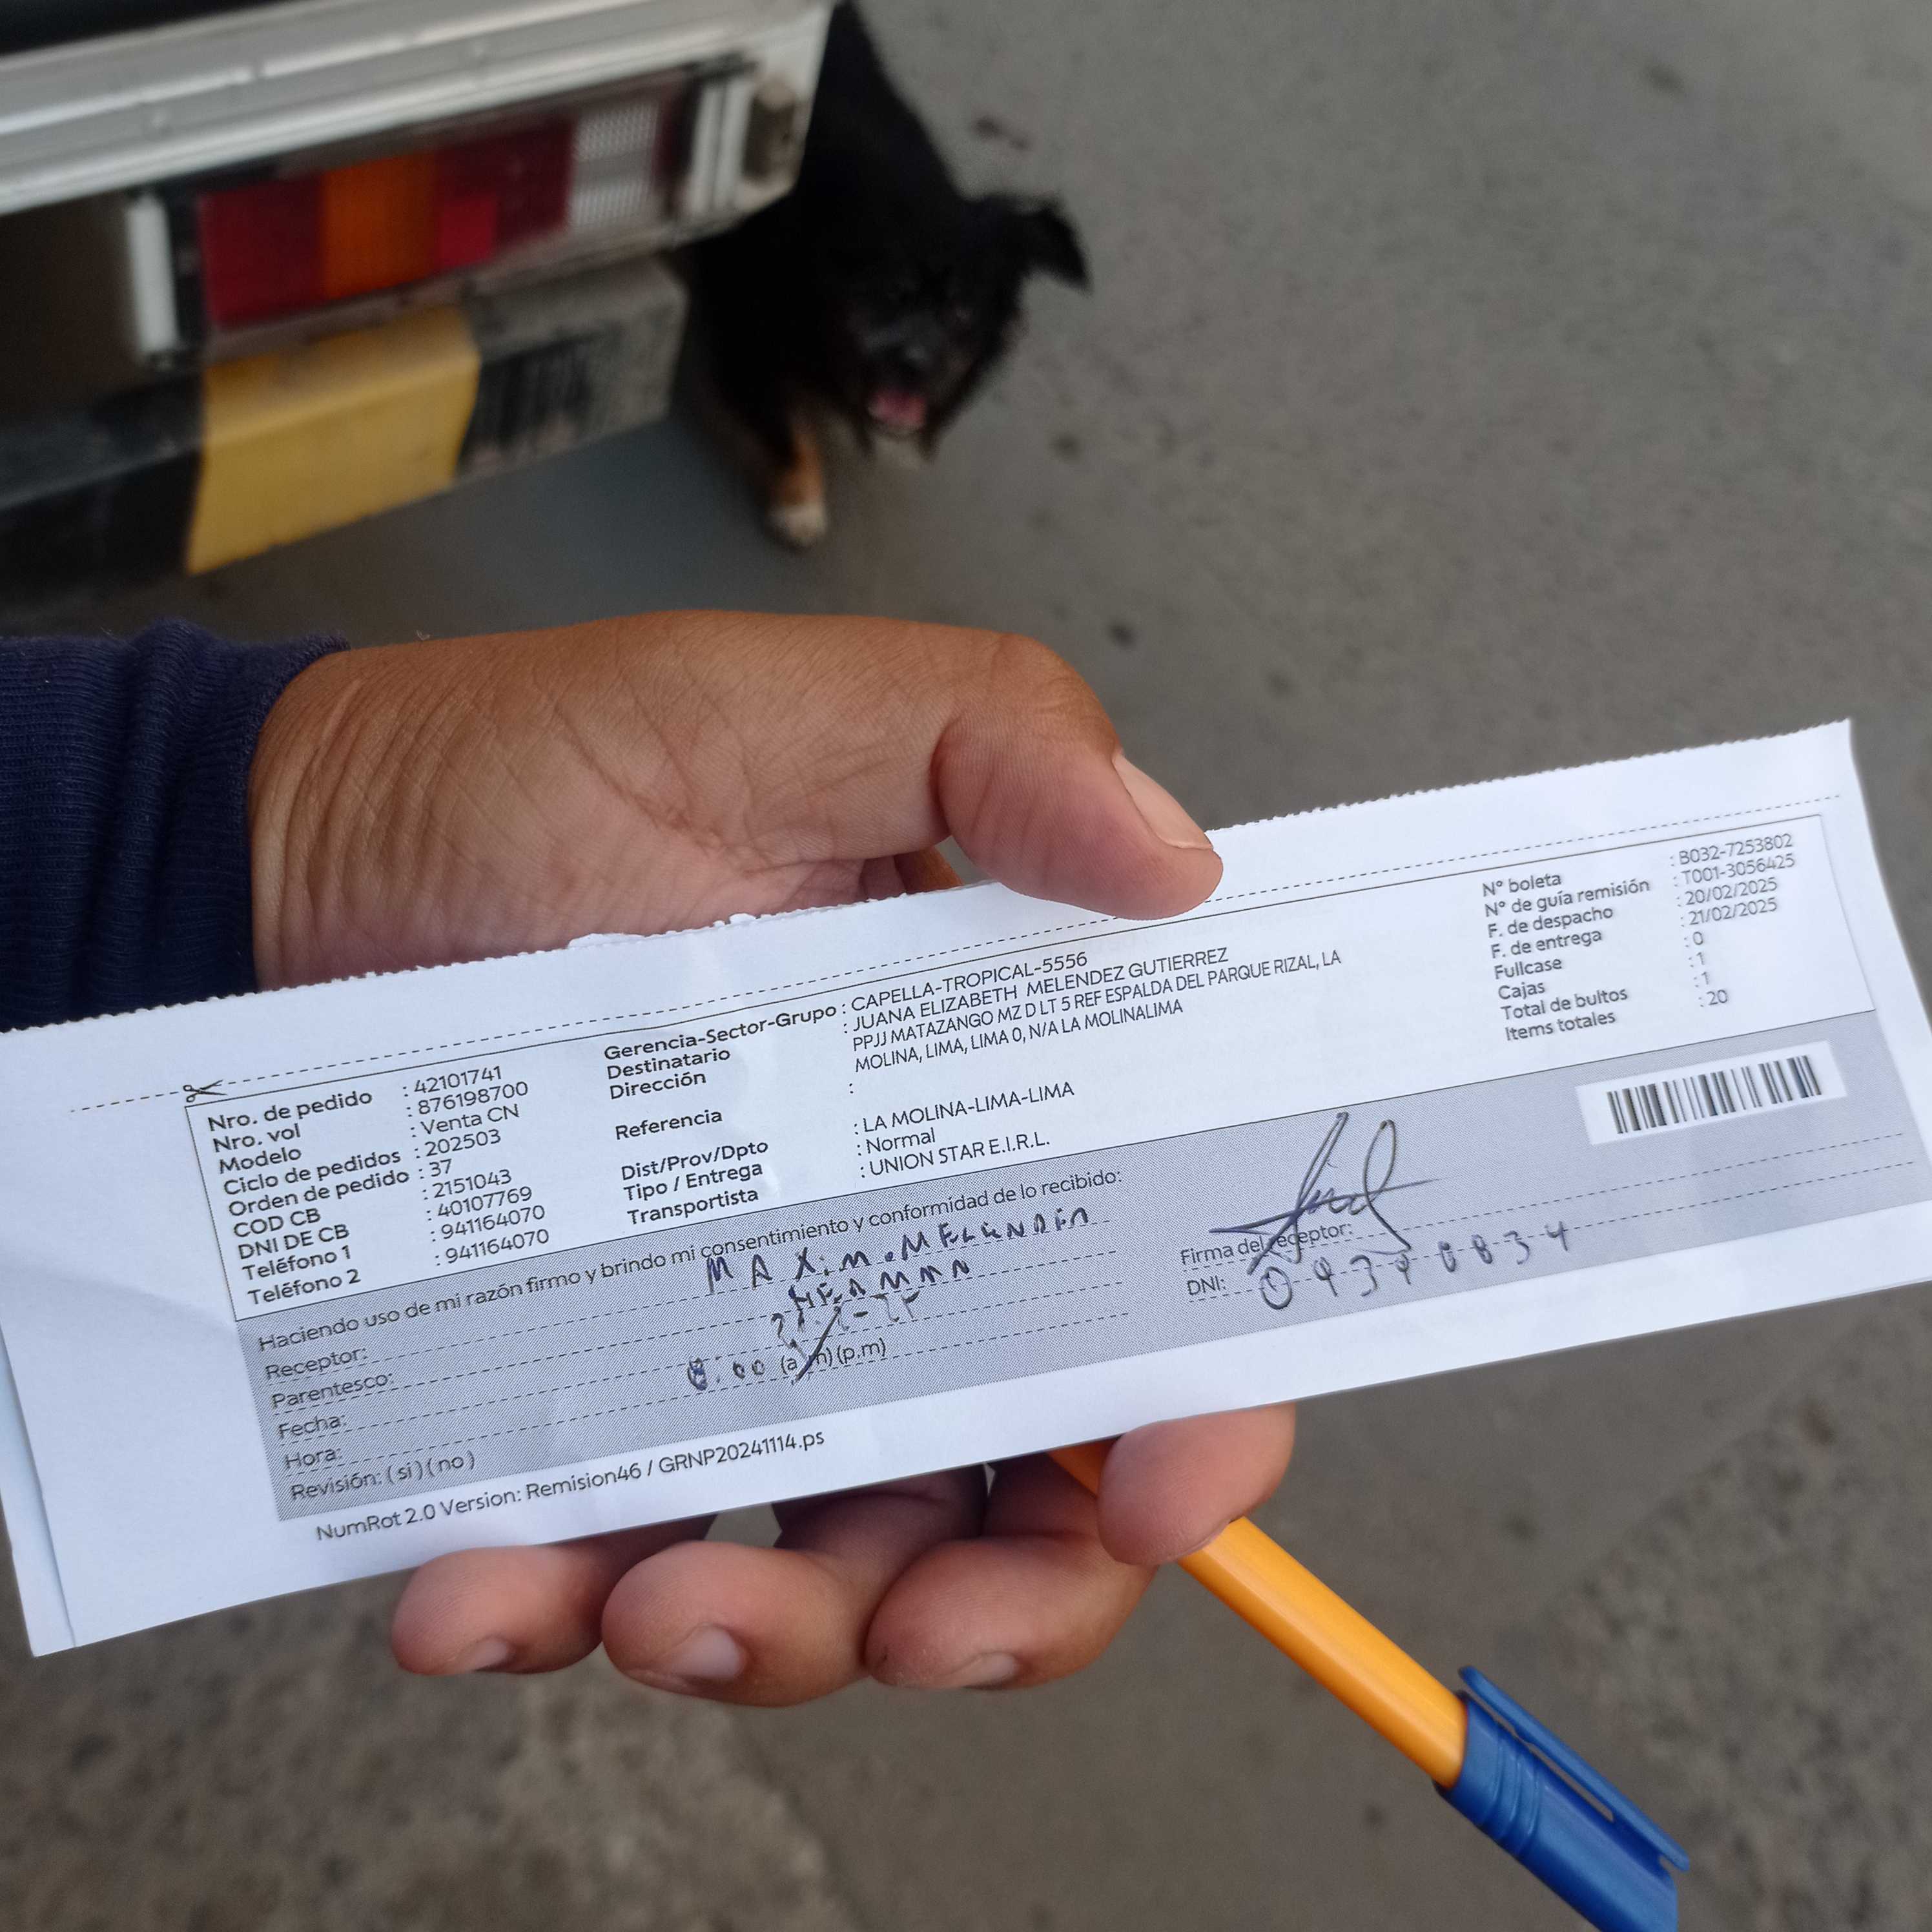 Nro. de pedido : 42101741
Nro. vol : 876198700
Modelo : Venta CN
Ciclo de pedidos : 202503
Orden de pedido : 37
COD CB : 2151043
DNI DE CB : 40107769
Teléfono 1 : 941164070
Teléfono 2 : 941164070
Gerencia-Sector-Grupo : CAPELLA-TROPICAL-5556
Destinatario : JUANA ELIZABETH MELENDEZ GUTIERREZ
Dirección PPJJ MATAZANGO MZ D LT 5 REF ESPALDA DEL PARQUE RIZAL, LA
MOLINA, LIMA, LIMA 0, N/A LA MOLINALIMA
Referencia :
Dist/Prov/Dpto : LA MOLINA-LIMA-LIMA
Tipo / Entrega : Normal
Transportista : UNION STAR E.I.R.L.
N° boleta : B032-7253802
N° de guía remisión : T001-3056425
F. de despacho : 20/02/2025
F. de entrega : 21/02/2025
Fullcase : 0
Cajas : 1
Total de bultos : 1
Items totales : 20
Haciendo uso de mi razón firmo y brindo mi consentimiento y conformidad de lo recibido:
Receptor: MAXIMO MELENDEZ
Parentesco:
Fecha:
Hora: (a.m) (p.m)
Revisión: ( si ) ( no )
Firma del receptor:
DNI:
NumRot 2.0 Version: Remision46 / GRNP20241114.ps